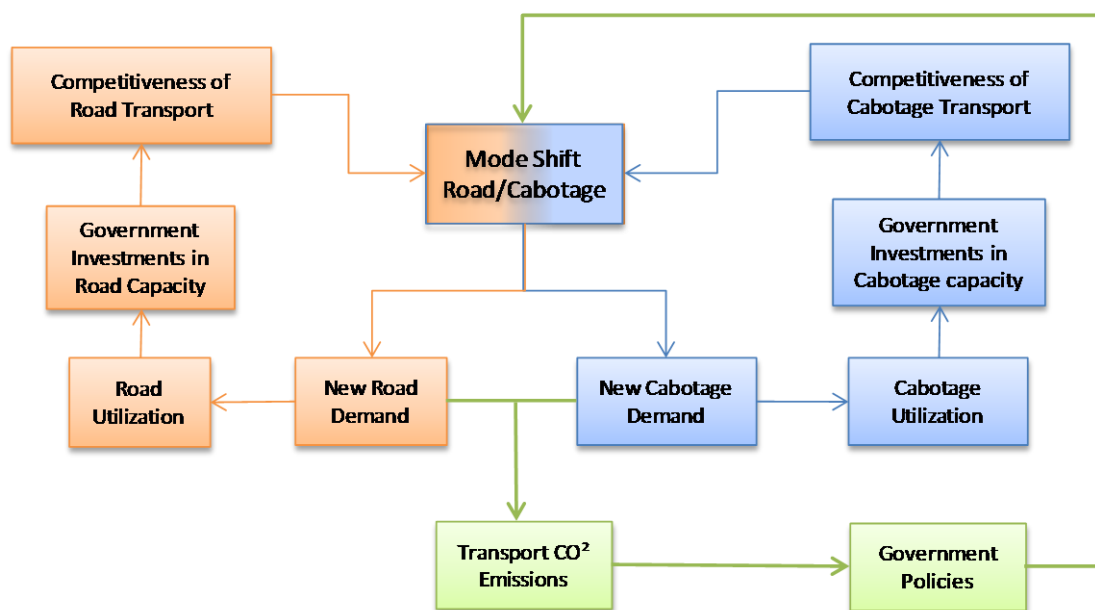 Competitiveness of
Road Transport
Competitiveness of
Cabotage Transport
Mode Shift
Road/Cabotage
Government
Investments in
Road Capacity
Government
Investments in
Cabotage capacity
Road
Utilization
New Road
Demand
New Cabotage
Demand
Cabotage
Utilization
Transport CO²
Emissions
Government
Policies